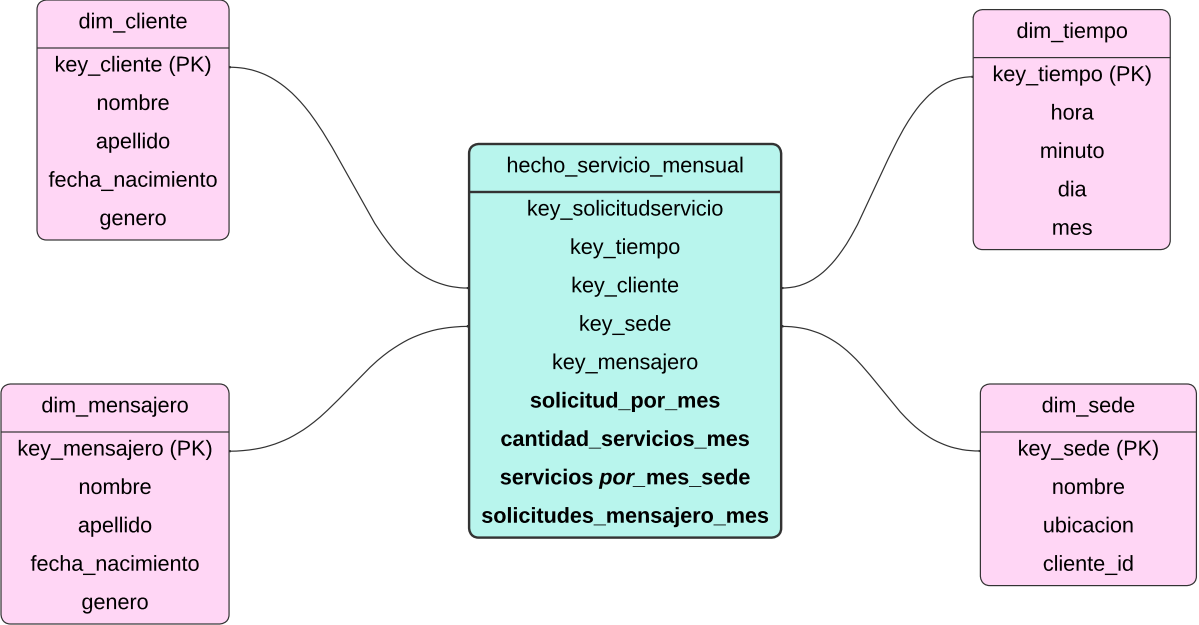 dim_cliente
key_cliente (PK)
nombre
apellido
fecha_nacimiento
genero
dim_tiempo
key_tiempo (PK)
hora
minuto
dia
mes
hecho_servicio_mensual
key_solicitudservicio
key_tiempo
key_cliente
key_sede
key_mensajero
solicitud_por_mes
cantidad_servicios_mes
servicios por_mes_sede
solicitudes_mensajero_mes
dim_mensajero
key_mensajero (PK)
nombre
apellido
fecha_nacimiento
genero
dim_sede
key_sede (PK)
nombre
ubicacion
cliente_id